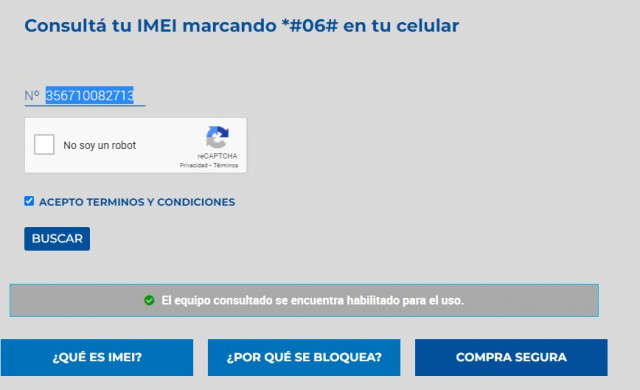 Consultá tu IMEI marcando *#06# en tu celular
Nº 356710082713
No soy un robot
reCAPTCHA
Privacidad - Términos
ACEPTO TERMINOS Y CONDICIONES
BUSCAR
El equipo consultado se encuentra habilitado para el uso.
¿QUÉ ES IMEI? ¿POR QUÉ SE BLOQUEA? COMPRA SEGURA